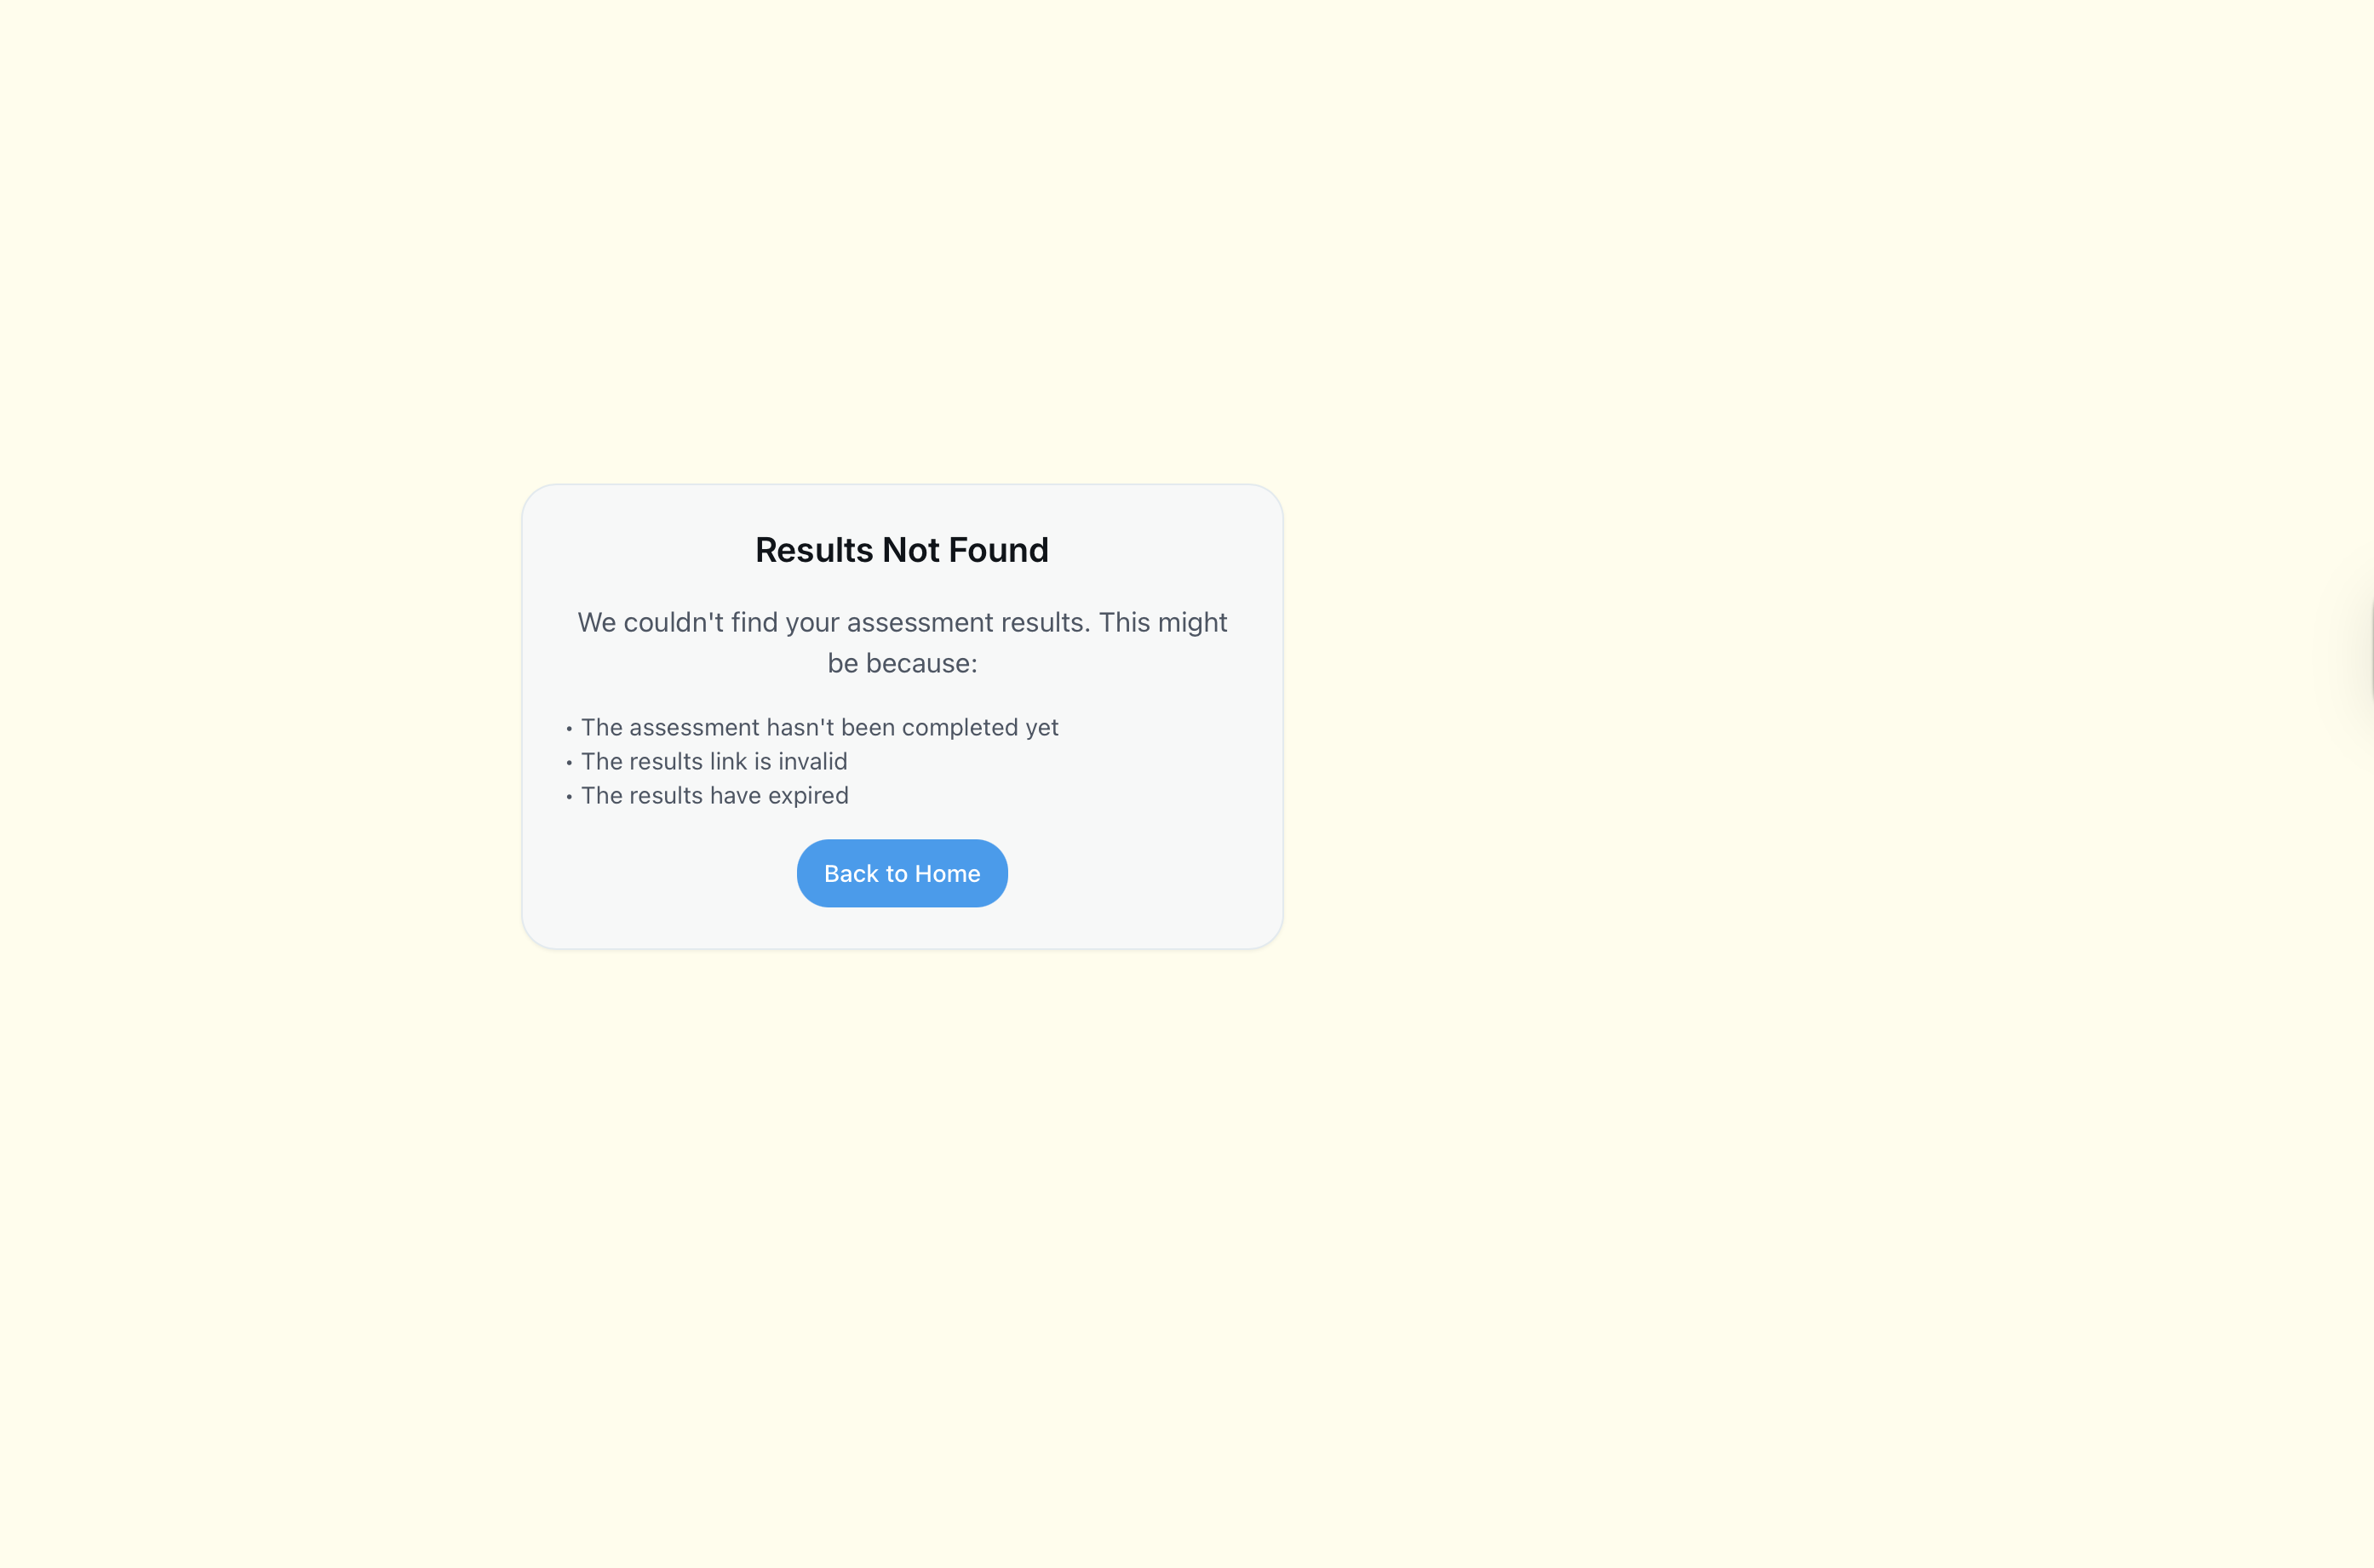 Results Not Found
We couldn't find your assessment results. This might
be because:
• The assessment hasn't been completed yet
• The results link is invalid
• The results have expired
Back to Home